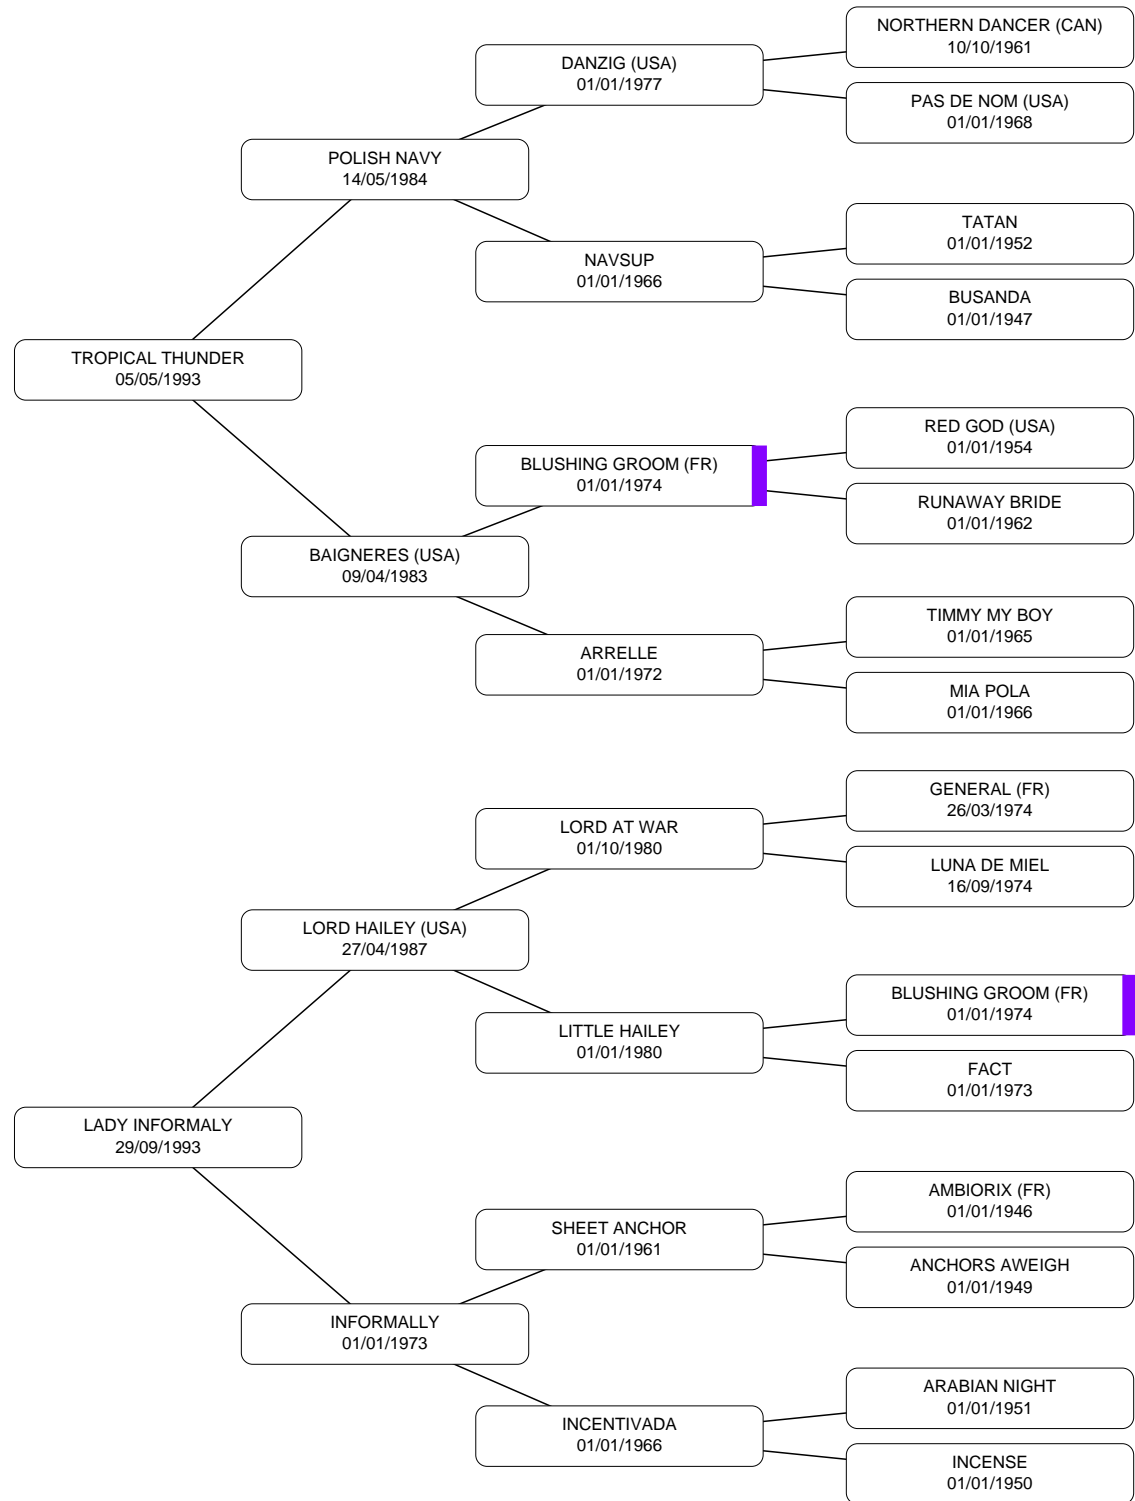 NORTHERN DANCER (CAN)
10/10/1961
DANZIG (USA)
01/01/1977
PAS DE NOM (USA)
01/01/1968
POLISH NAVY
14/05/1984
TATAN
01/01/1952
NAVSUP
01/01/1966
BUSANDA
01/01/1947
TROPICAL THUNDER
05/05/1993
RED GOD (USA)
01/01/1954
BLUSHING GROOM (FR)
01/01/1974
RUNAWAY BRIDE
01/01/1962
BAIGNERES (USA)
09/04/1983
TIMMY MY BOY
01/01/1965
ARRELLE
01/01/1972
MIA POLA
01/01/1966
GENERAL (FR)
26/03/1974
LORD AT WAR
01/10/1980
LUNA DE MIEL
16/09/1974
LORD HAILEY (USA)
27/04/1987
BLUSHING GROOM (FR)
01/01/1974
LITTLE HAILEY
01/01/1980
FACT
01/01/1973
LADY INFORMALY
29/09/1993
AMBIORIX (FR)
01/01/1946
SHEET ANCHOR
01/01/1961
ANCHORS AWEIGH
01/01/1949
INFORMALLY
01/01/1973
ARABIAN NIGHT
01/01/1951
INCENTIVADA
01/01/1966
INCENSE
01/01/1950